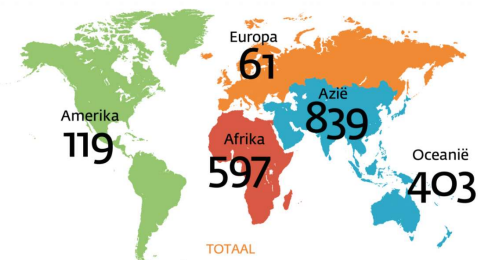 Europa
61
Azië
839
Amerika
119
Afrika
597
Oceanië
403
TOTAAL